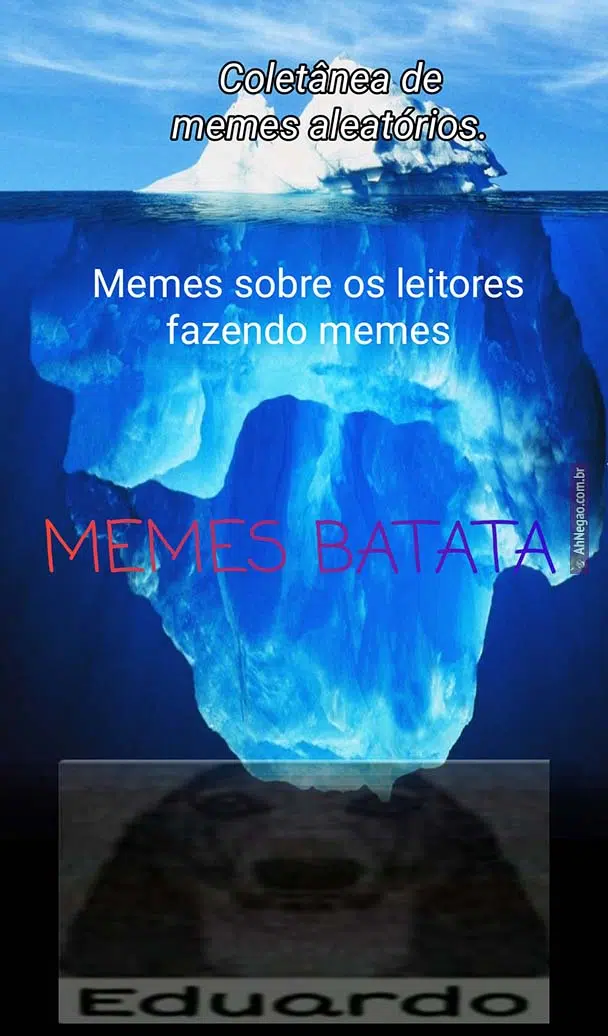 Coletânea de
memes aleatórios.
Memes sobre os leitores
fazendo memes
AhNegao.com.br
MEMES BATATA
Eduardo